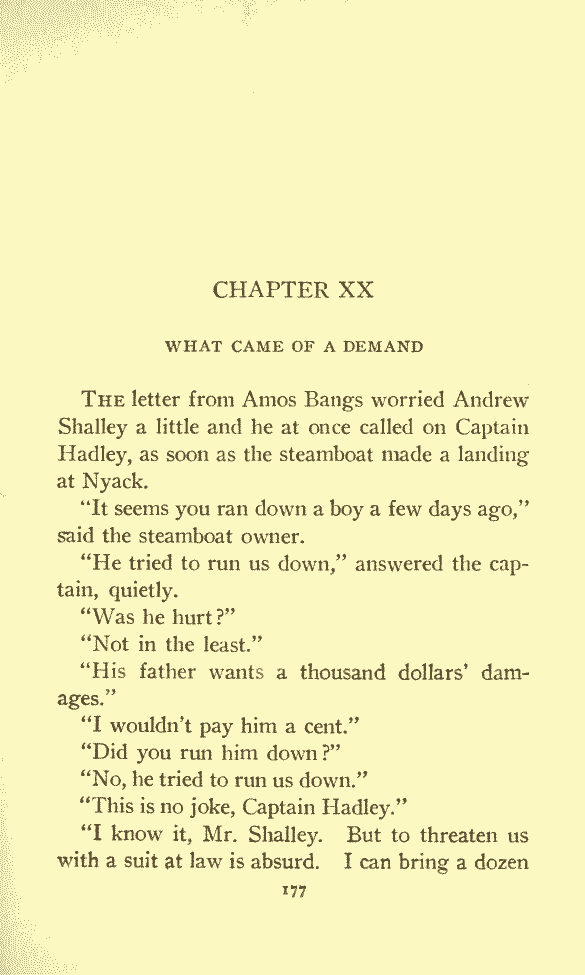 CHAPTER XX
WHAT CAME OF A DEMAND
THE letter from Amos Bangs worried Andrew
Shalley a little and he at once called on Captain
Hadley, as soon as the steamboat made a landing
at Nyack.
“It seems you ran down a boy a few days ago,”
said the steamboat owner.
“He tried to run us down,” answered the cap-
tain, quietly.
“Was he hurt?”
“Not in the least.”
“His father wants a thousand dollars’ dam-
ages.”
“I wouldn’t pay him a cent.”
“Did you run him down?”
“No, he tried to run us down.”
“This is no joke, Captain Hadley.”
“I know it, Mr. Shalley. But to threaten us
with a suit at law is absurd. I can bring a dozen
177